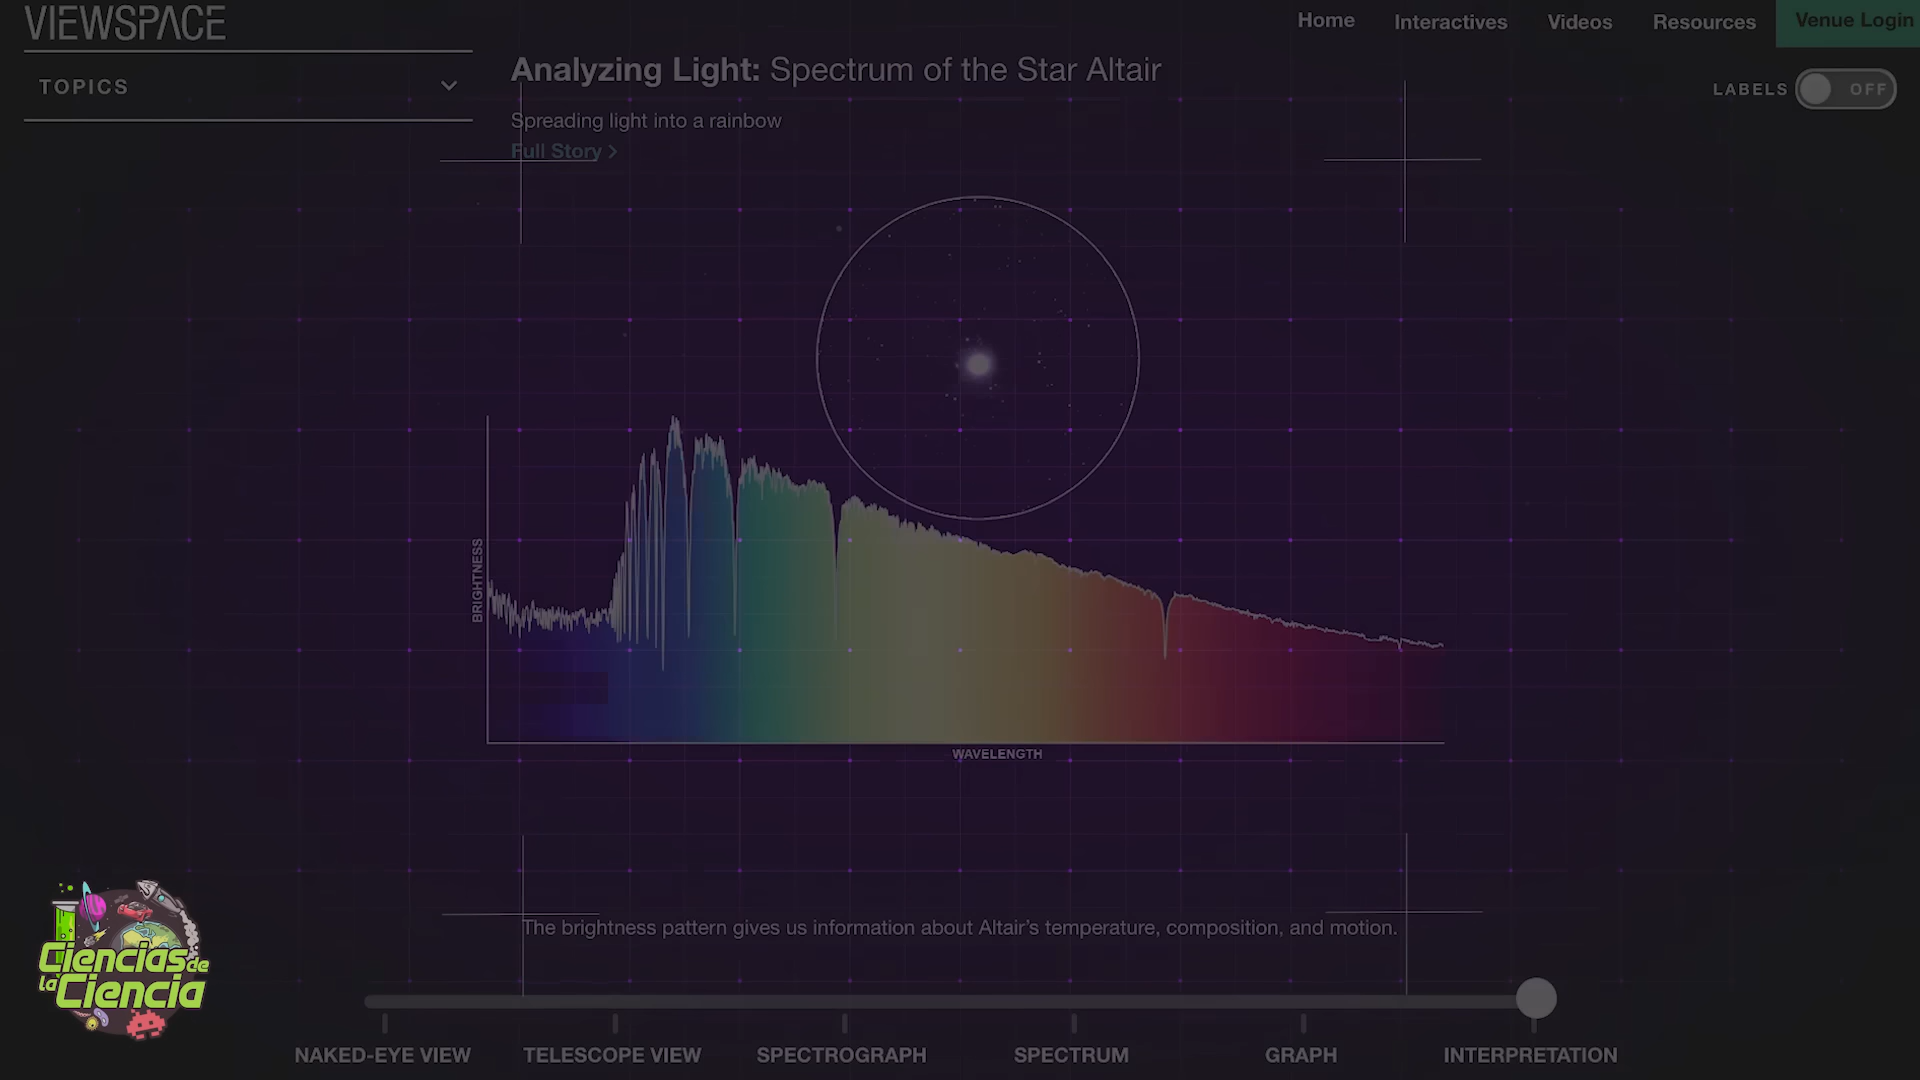 VIEWSPACE
Home
Interactives
Videos
Resources
Venue Login
TOPICS
Analyzing Light: Spectrum of the Star Altair
LABELS
OFF
Spreading light into a rainbow
Full Story >
BRIGHTNESS
WAVELENGTH
The brightness pattern gives us information about Altair's temperature, composition, and motion.
Ciencias de
la Ciencia
NAKED-EYE VIEW
TELESCOPE VIEW
SPECTROGRAPH
SPECTRUM
GRAPH
INTERPRETATION